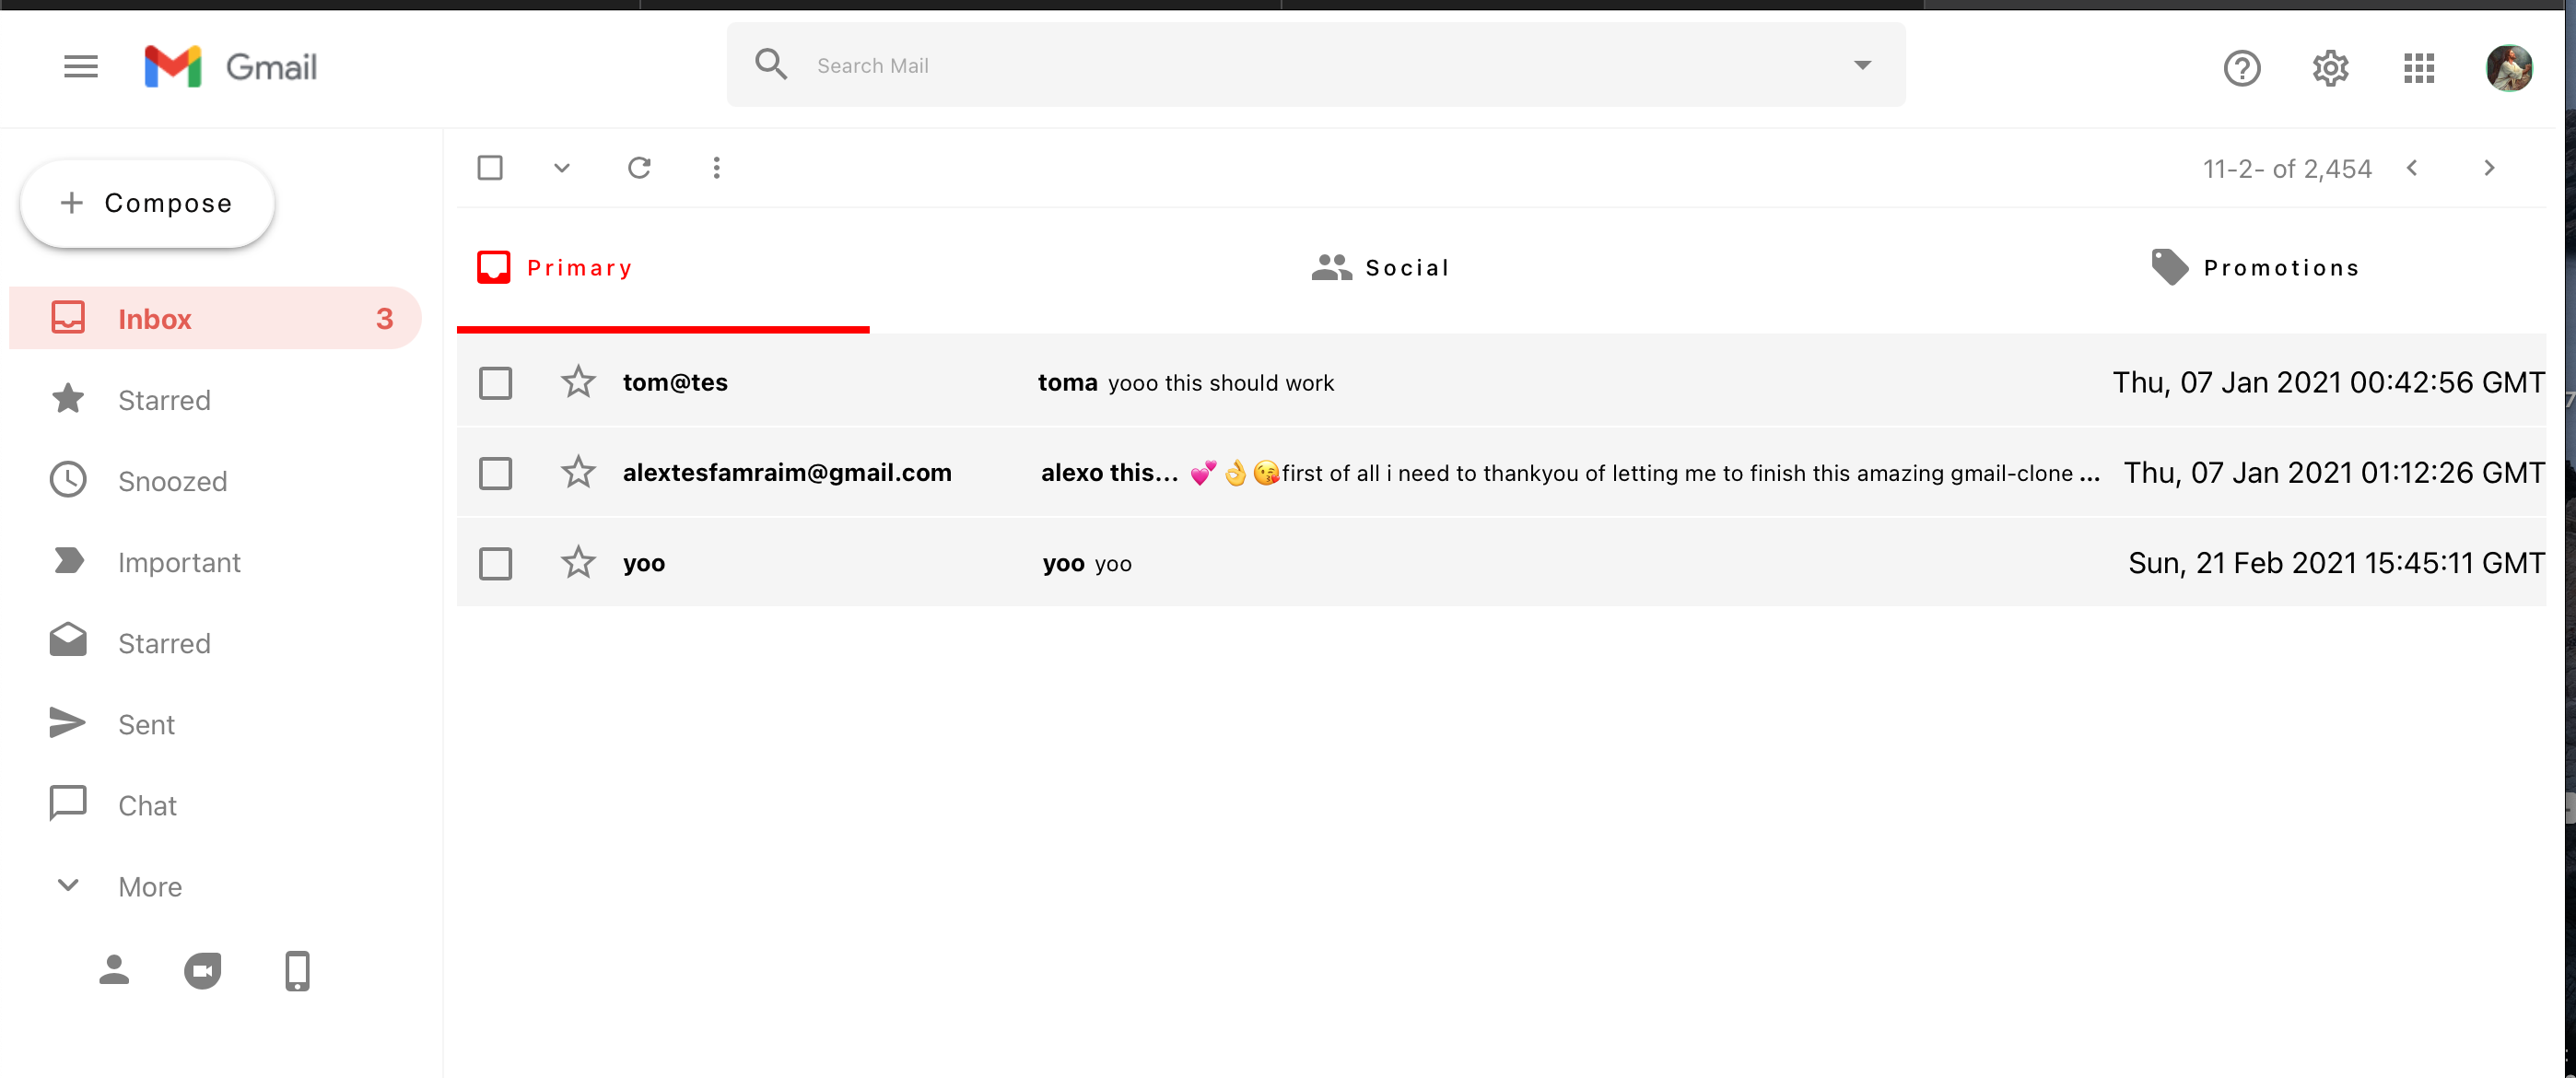 Gmail
Search Mail
Compose
11-2- of 2,454
Primary
Social
Promotions
Inbox 3
Starred
Snoozed
Important
Starred
Sent
Chat
More
tom@tes toma yooo this should work Thu, 07 Jan 2021 00:42:56 GMT
alextesfamraim@gmail.com alexo this... 💕👌😘first of all i need to thankyou of letting me to finish this amazing gmail-clone ... Thu, 07 Jan 2021 01:12:26 GMT
yoo yoo yoo Sun, 21 Feb 2021 15:45:11 GMT